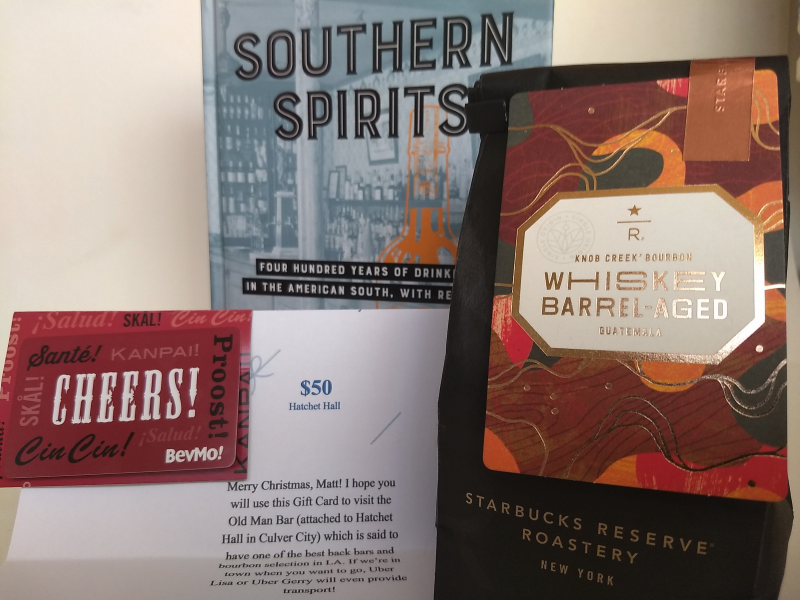 SOUTHERN
SPIRITS
FOUR HUNDRED YEARS OF DRINK
IN THE AMERICAN SOUTH, WITH RE
R.
KNOB CREEK® BOURBON
WHISKEY
BARREL-AGED
GUATEMALA
STARBUCKS RESERVE®
ROASTERY
NEW YORK
¡Salud! SKÅL! Cin Cin!
Santé! KANPAI! Proost!
SKÅL! CHEERS!
Cin Cin! ¡Salud!
BevMo!
KANPAI!
$50
Hatchet Hall
Merry Christmas, Matt! I hope you
will use this Gift Card to visit the
Old Man Bar (attached to Hatchet
Hall in Culver City) which is said to
have one of the best back bars and
bourbon selection in LA. If we're in
town when you want to go, Uber
Lisa or Uber Gerry will even provide
transport!